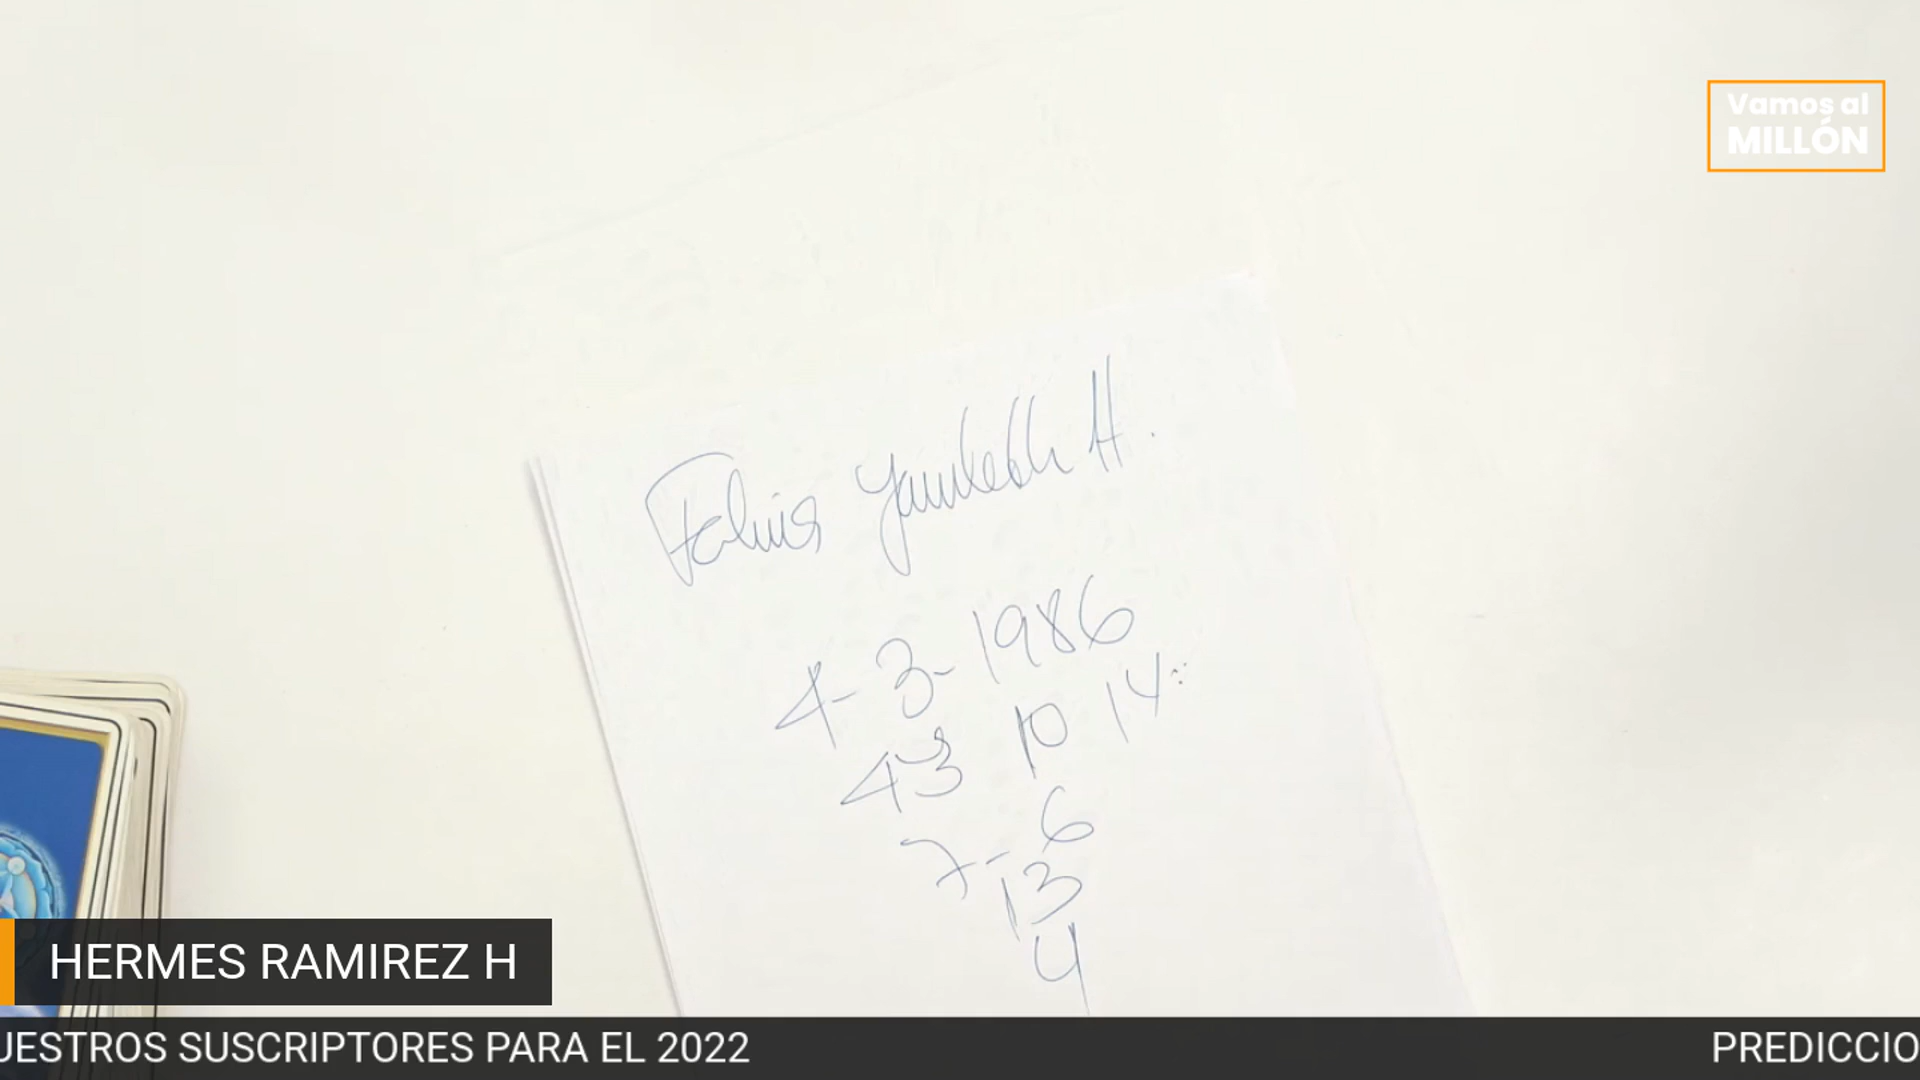 Vamos al
MILLÓN
H.
4-3-1986
43 10 14
7-6
13
4
HERMES RAMIREZ H
UESTROS SUSCRIPTORES PARA EL 2022
PREDICCIO